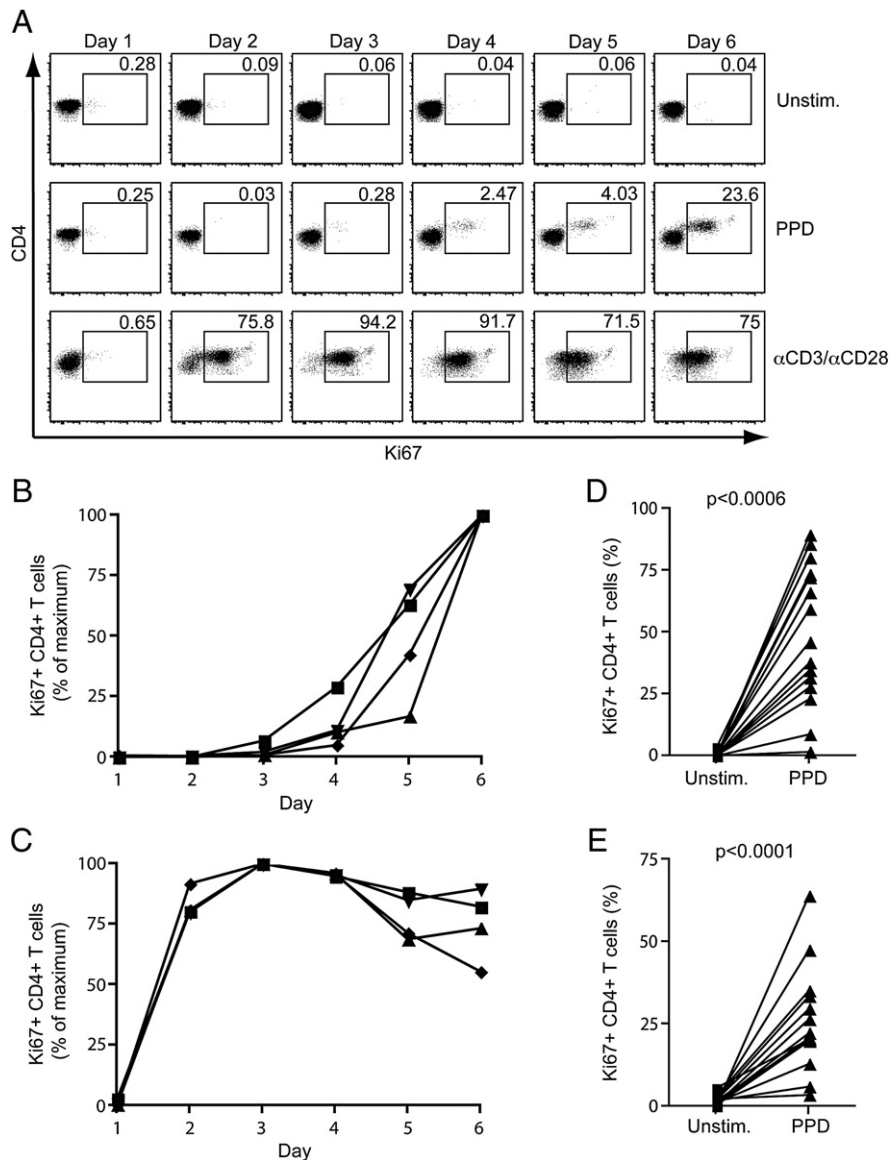 A
Day 1 Day 2 Day 3 Day 4 Day 5 Day 6
0.28 0.09 0.06 0.04 0.06 0.04
Unstim.
0.25 0.03 0.28 2.47 4.03 23.6
PPD
0.65 75.8 94.2 91.7 71.5 75
αCD3/αCD28
CD4
Ki67
B
Ki67+ CD4+ T cells
(% of maximum)
100
75
50
25
0
1 2 3 4 5 6
Day
C
Ki67+ CD4+ T cells
(% of maximum)
100
75
50
25
0
1 2 3 4 5 6
Day
D
p<0.0006
Ki67+ CD4+ T cells (%)
100
75
50
25
0
Unstim. PPD
E
p<0.0001
Ki67+ CD4+ T cells (%)
75
50
25
0
Unstim. PPD